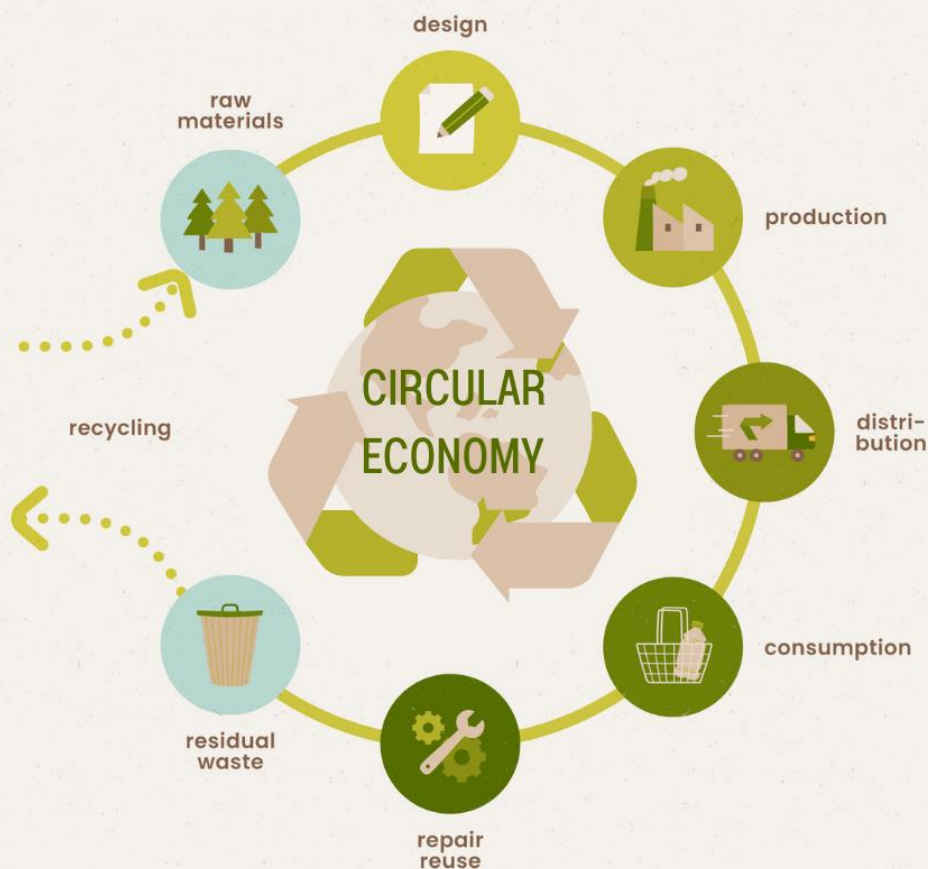 design
raw
materials
production
CIRCULAR
ECONOMY
recycling
distri-
bution
consumption
residual
waste
repair
reuse